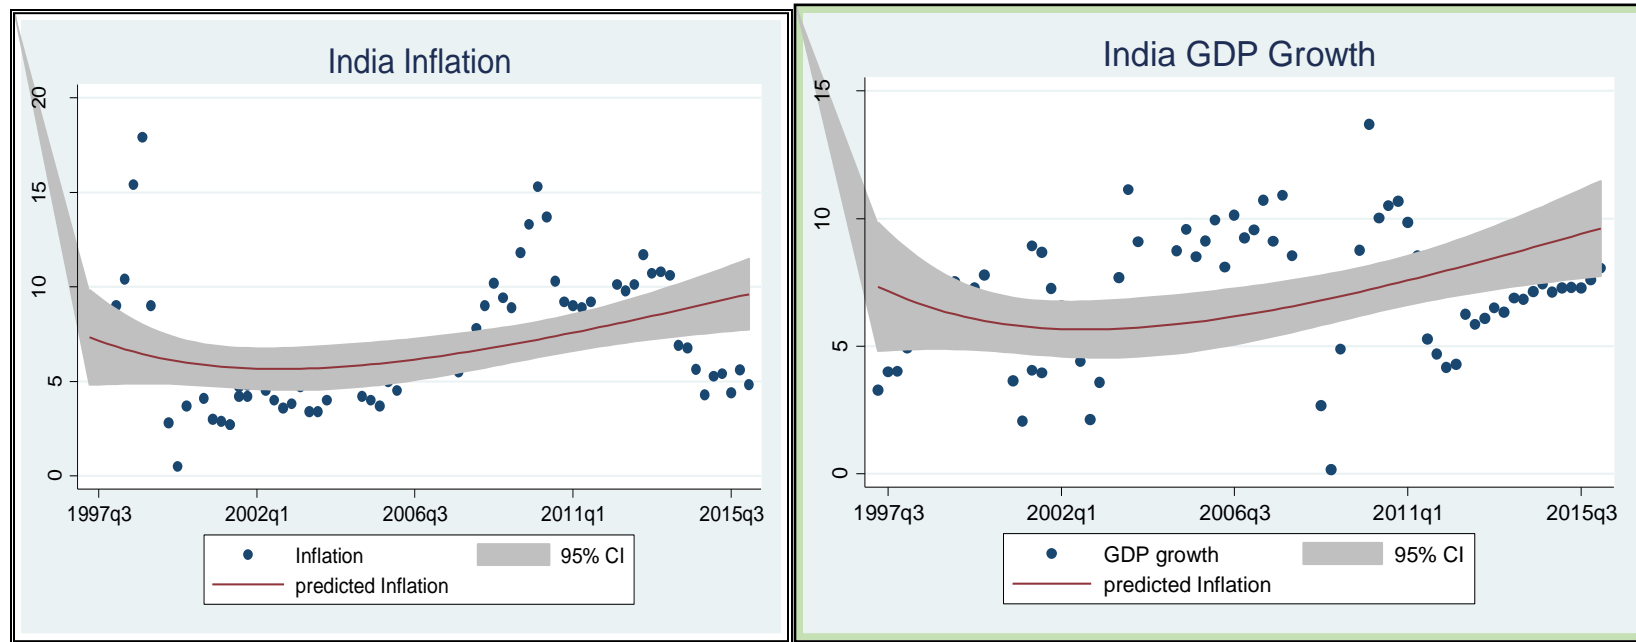 India Inflation
20
15
10
5
0
1997q3 2002q1 2006q3 2011q1 2015q3
Inflation 95% CI
predicted Inflation
India GDP Growth
15
10
5
0
1997q3 2002q1 2006q3 2011q1 2015q3
GDP growth 95% CI
predicted Inflation